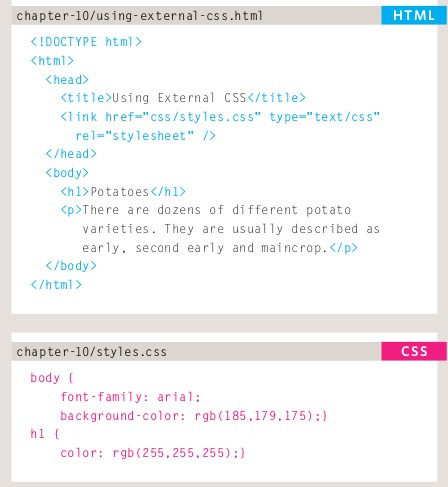 chapter-10/using-external-css.html HTML
<!DOCTYPE html>
<html>
<head>
<title>Using External CSS</title>
<link href="css/styles.css" type="text/css"
rel="stylesheet" />
</head>
<body>
<h1>Potatoes</h1>
<p>There are dozens of different potato
varieties. They are usually described as
early, second early and maincrop.</p>
</body>
</html>
chapter-10/styles.css CSS
body {
font-family: arial;
background-color: rgb(185,179,175);}
h1 {
color: rgb(255,255,255);}